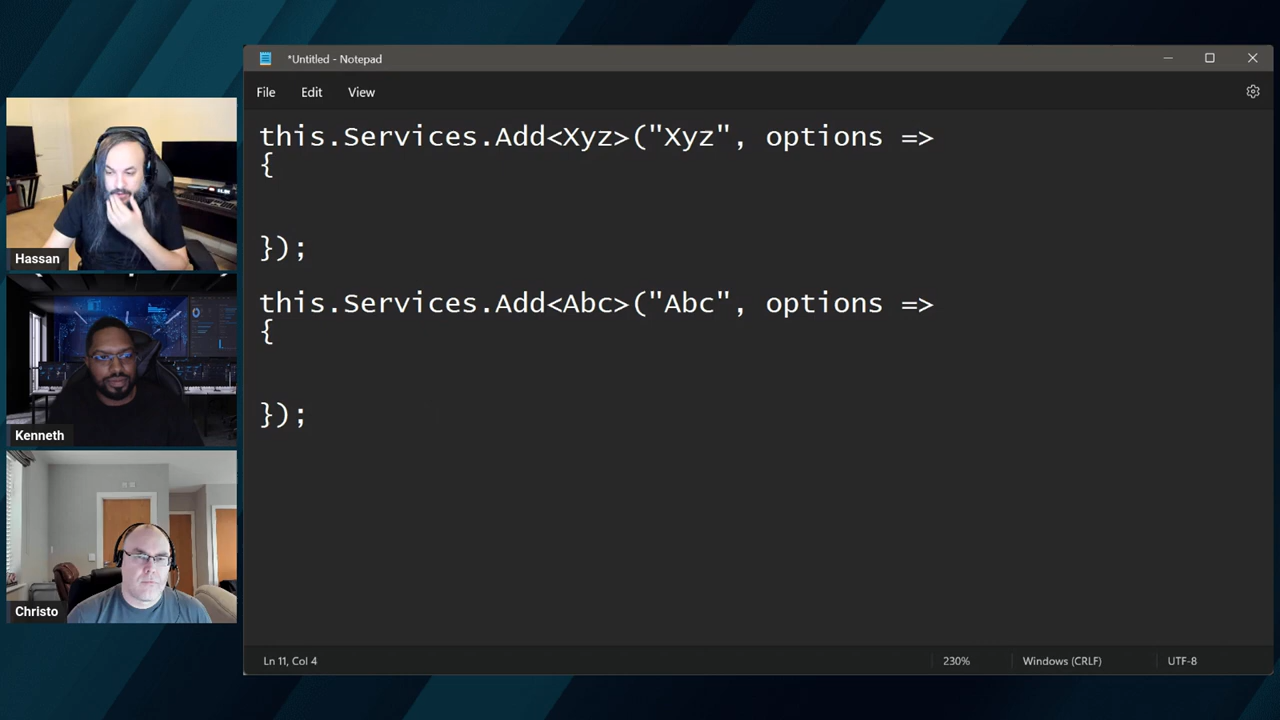 *Untitled - Notepad
File Edit View
this.Services.Add<Xyz>("Xyz", options =>
{
});
this.Services.Add<Abc>("Abc", options =>
{
});
Ln 11, Col 4 230% Windows (CRLF) UTF-8
Hassan
Kenneth
Christo